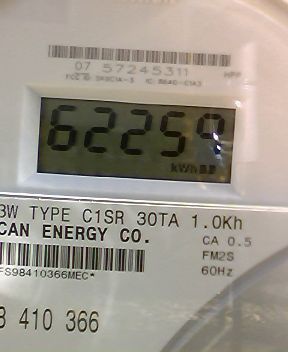 07 57245311
62259
kWh
3W TYPE C1SR 30TA 1.0Kh
CAN ENERGY CO.
CA 0.5
FM2S
60Hz
FS98410366MEC*
8 410 366